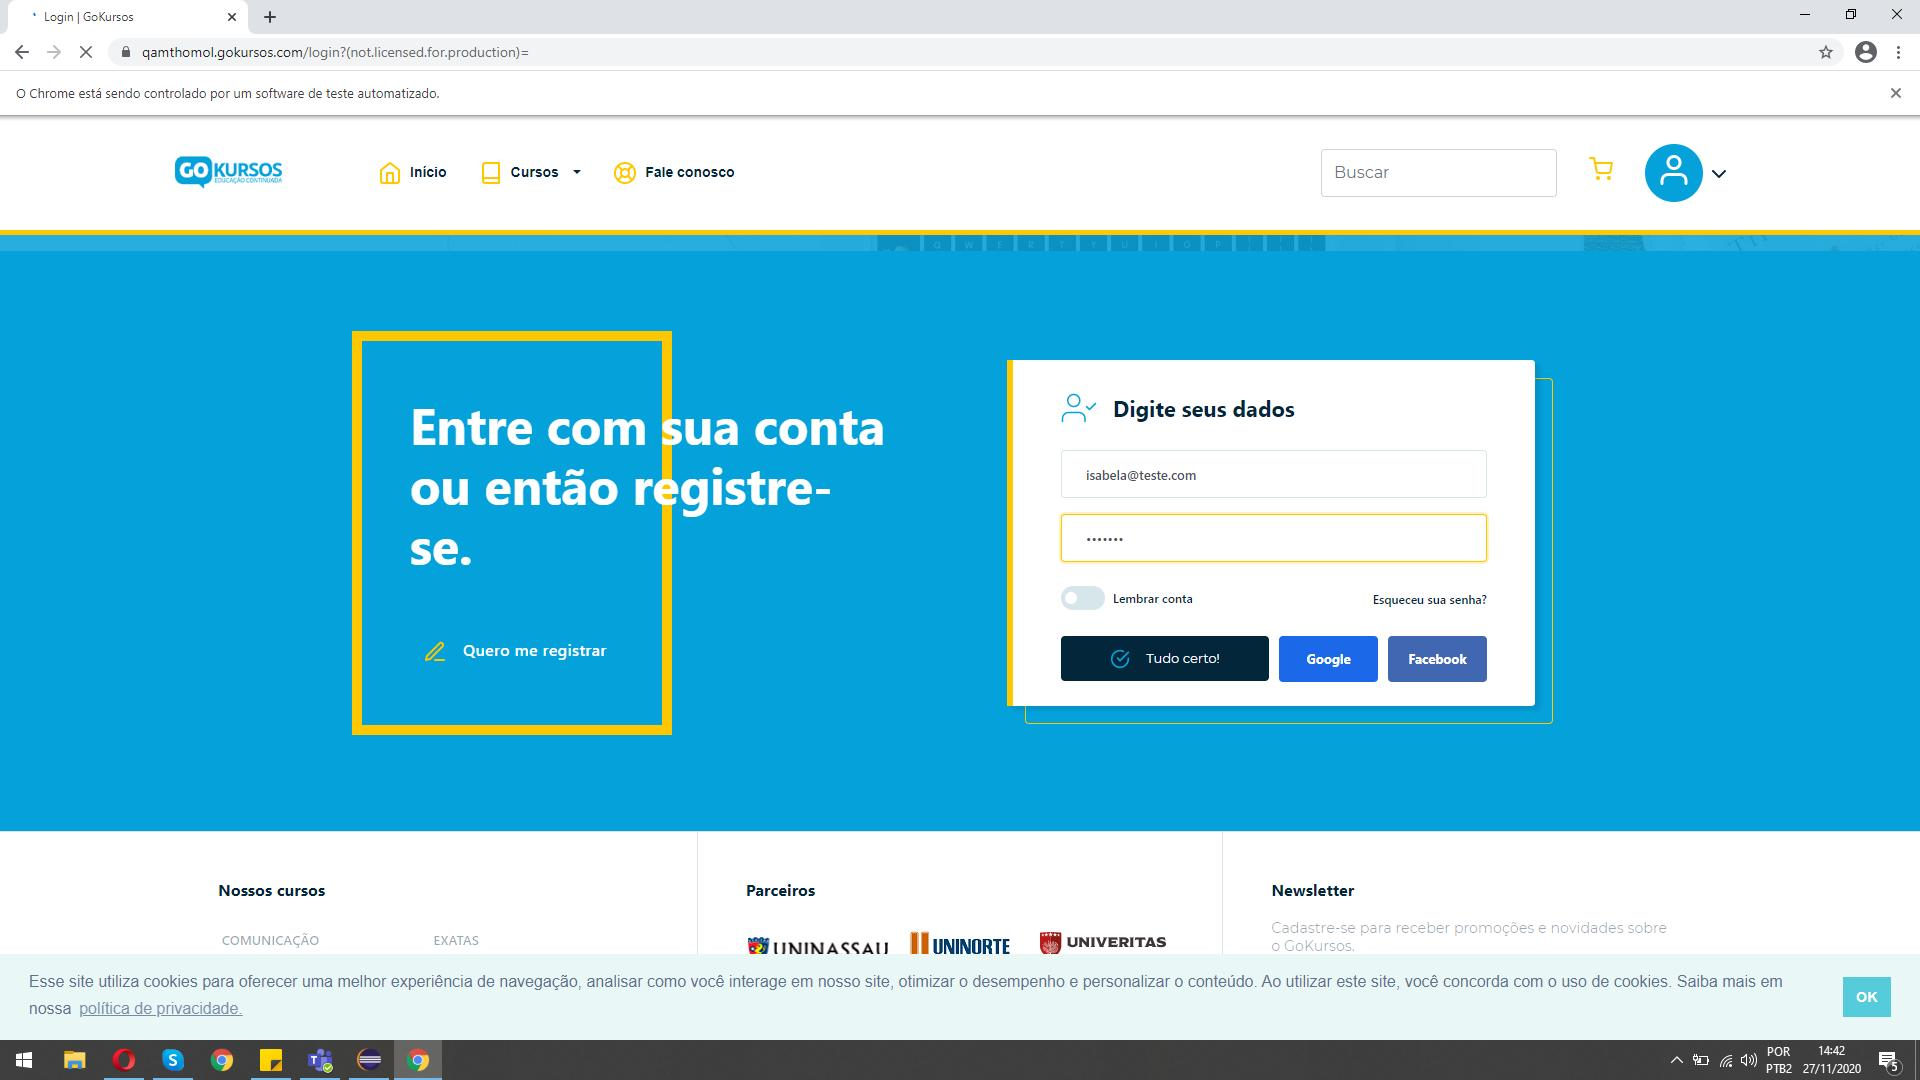 Login | GoKursos
qamthomol.gokursos.com/login?(not.licensed.for.production)=
O Chrome está sendo controlado por um software de teste automatizado.
GOKURSOS
EDUCAÇÃO CONTINUADA
Início
Cursos
Fale conosco
Buscar
Q W E R T Y U I O P
Entre com sua conta
ou então registre-
se.
Quero me registrar
Digite seus dados
isabela@teste.com
•••••••
Lembrar conta
Esqueceu sua senha?
Tudo certo!
Google
Facebook
Nossos cursos
COMUNICAÇÃO
EXATAS
Parceiros
UNINASSAU
UNINORTE
UNIVERITAS
Newsletter
Cadastre-se para receber promoções e novidades sobre
o GoKursos.
Esse site utiliza cookies para oferecer uma melhor experiência de navegação, analisar como você interage em nosso site, otimizar o desempenho e personalizar o conteúdo. Ao utilizar este site, você concorda com o uso de cookies. Saiba mais em
nossa política de privacidade.
OK
POR
PTB2
14:42
27/11/2020
5